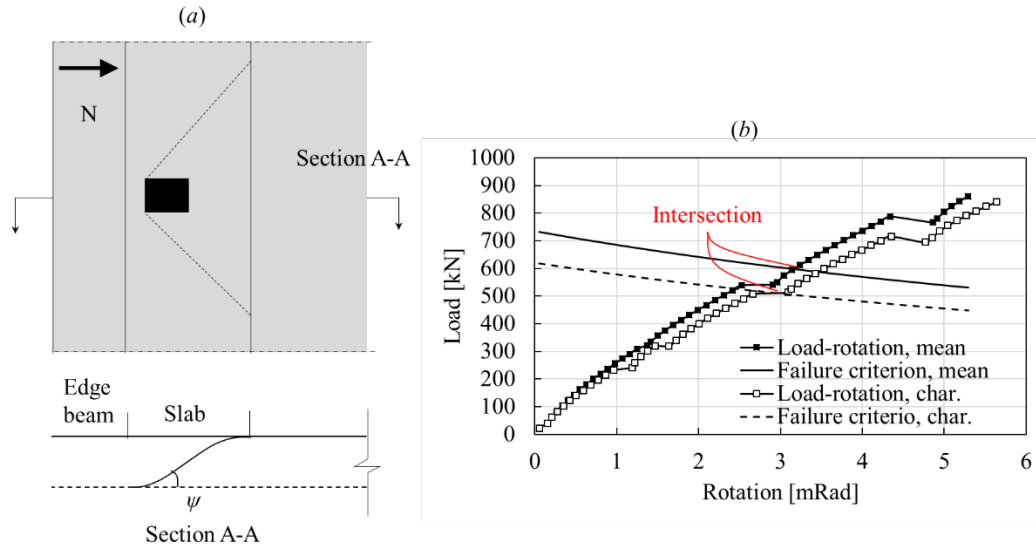 (a)
N
Section A-A
Edge
beam
Slab
ψ
Section A-A
(b)
1000
900
800
700
600
500
400
300
200
100
0
Load [kN]
Intersection
Load-rotation, mean
Failure criterion, mean
Load-rotation, char.
Failure criterio, char.
0 1 2 3 4 5 6
Rotation [mRad]